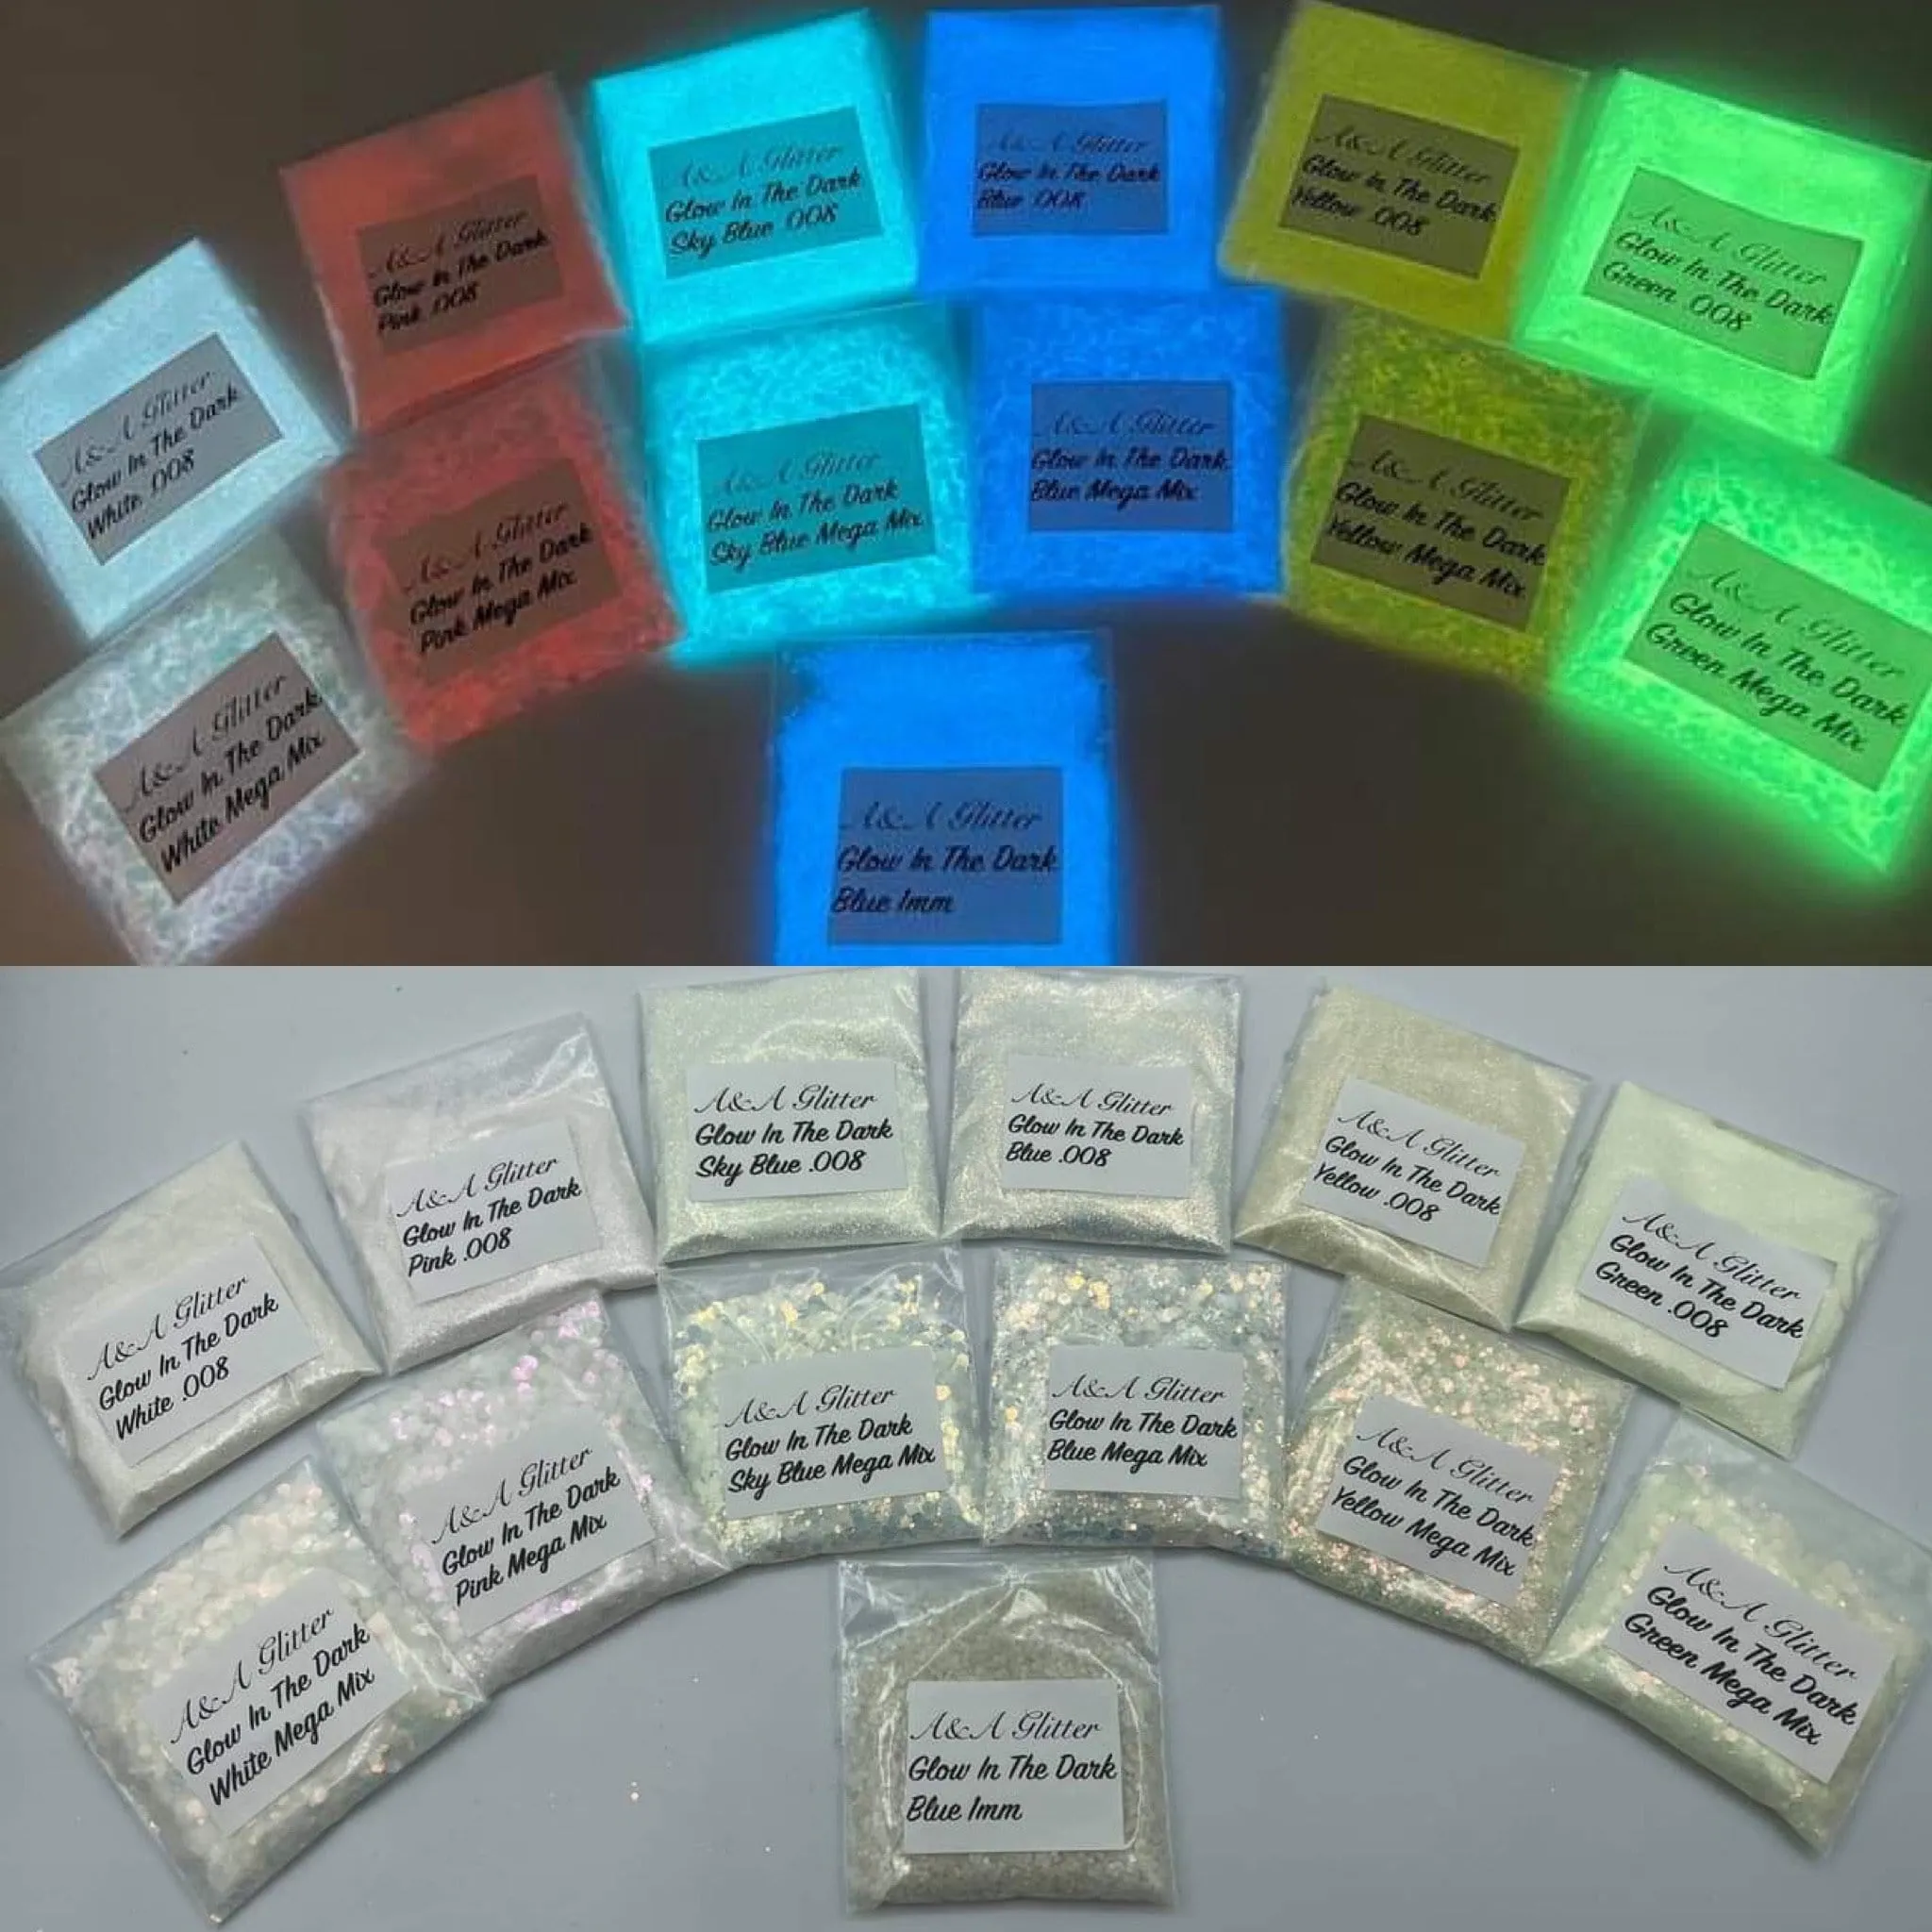 A&A Glitter
Glow In The Dark
White .008
A&A Glitter
Glow In The Dark
Pink .008
A&A Glitter
Glow In The Dark
Sky Blue .008
A&A Glitter
Glow In The Dark
Blue .008
A&A Glitter
Glow In The Dark
Yellow .008
A&A Glitter
Glow In The Dark
Green .008
A&A Glitter
Glow In The Dark
White Mega Mix
A&A Glitter
Glow In The Dark
Pink Mega Mix
A&A Glitter
Glow In The Dark
Sky Blue Mega Mix
A&A Glitter
Glow In The Dark
Blue Mega Mix
A&A Glitter
Glow In The Dark
Yellow Mega Mix
A&A Glitter
Glow In The Dark
Green Mega Mix
A&A Glitter
Glow In The Dark
Blue 1mm
A&A Glitter
Glow In The Dark
White .008
A&A Glitter
Glow In The Dark
Pink .008
A&A Glitter
Glow In The Dark
Sky Blue .008
A&A Glitter
Glow In The Dark
Blue .008
A&A Glitter
Glow In The Dark
Yellow .008
A&A Glitter
Glow In The Dark
Green .008
A&A Glitter
Glow In The Dark
White Mega Mix
A&A Glitter
Glow In The Dark
Pink Mega Mix
A&A Glitter
Glow In The Dark
Sky Blue Mega Mix
A&A Glitter
Glow In The Dark
Blue Mega Mix
A&A Glitter
Glow In The Dark
Yellow Mega Mix
A&A Glitter
Glow In The Dark
Green Mega Mix
A&A Glitter
Glow In The Dark
Blue 1mm